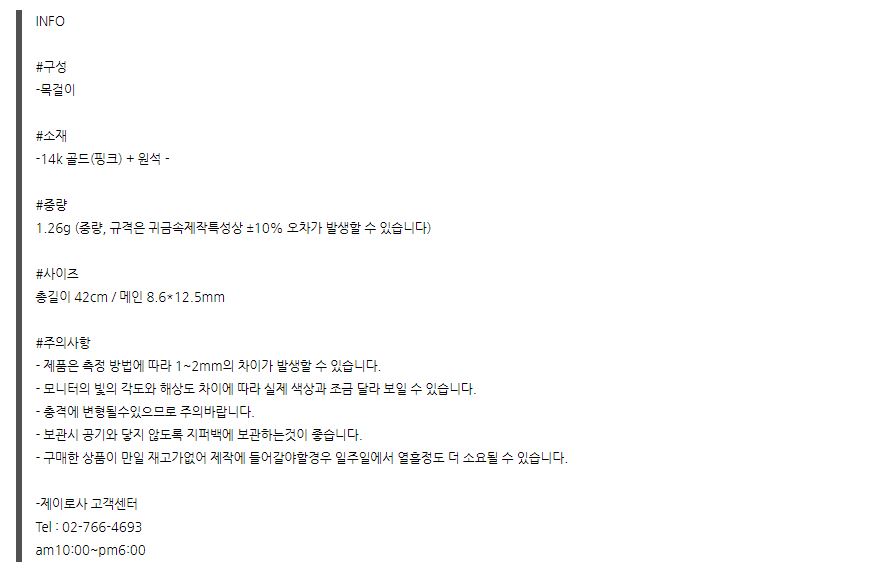 INFO
#구성
-목걸이
#소재
-14k 골드(핑크) + 원석 -
#중량
1.26g (중량, 규격은 귀금속제작특성상 ±10% 오차가 발생할 수 있습니다)
#사이즈
총길이 42cm / 메인 8.6*12.5mm
#주의사항
- 제품은 측정 방법에 따라 1~2mm의 차이가 발생할 수 있습니다.
- 모니터의 빛의 각도와 해상도 차이에 따라 실제 색상과 조금 달라 보일 수 있습니다.
- 충격에 변형될수있으므로 주의바랍니다.
- 보관시 공기와 닿지 않도록 지퍼백에 보관하는것이 좋습니다.
- 구매한 상품이 만일 재고가없어 제작에 들어갈야할경우 일주일에서 열흘정도 더 소요될 수 있습니다.
-제이로사 고객센터
Tel : 02-766-4693
am10:00~pm6:00